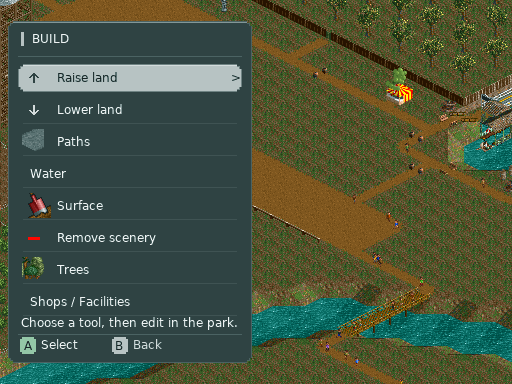 BUILD
Raise land >
Lower land
Paths
Water
Surface
Remove scenery
Trees
Shops / Facilities
Choose a tool, then edit in the park.
A Select B Back